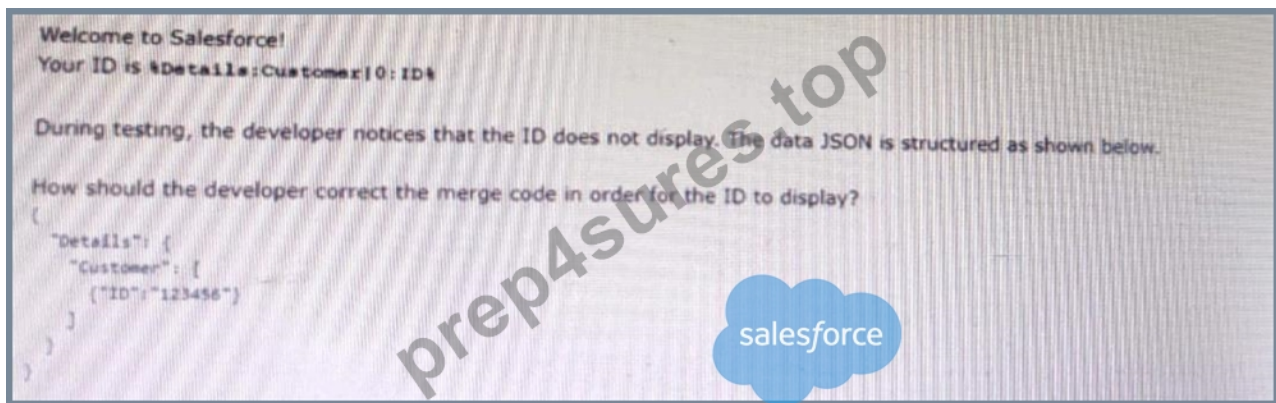 Welcome to Salesforce!
Your ID is %Details:Customer|0:ID%
During testing, the developer notices that the ID does not display. The data JSON is structured as shown below.
How should the developer correct the merge code in order for the ID to display?
{
"Details": {
"Customer": [
{"ID":"123456"}
]
}
}
prep4sures.top
salesforce